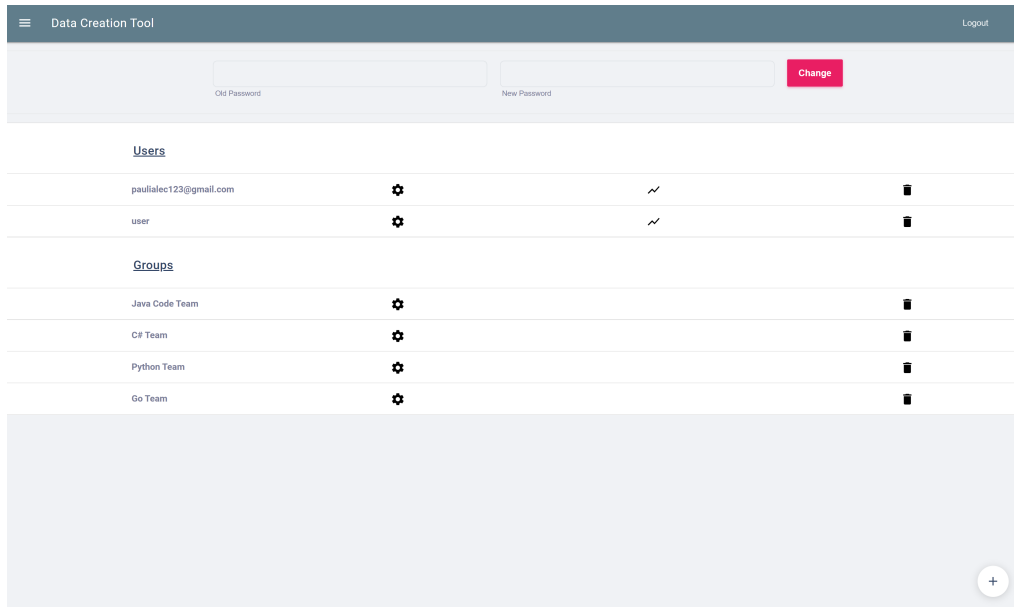 Data Creation Tool
Logout
Change
Old Password
New Password
Users
paulialec123@gmail.com
user
Groups
Java Code Team
C# Team
Python Team
Go Team